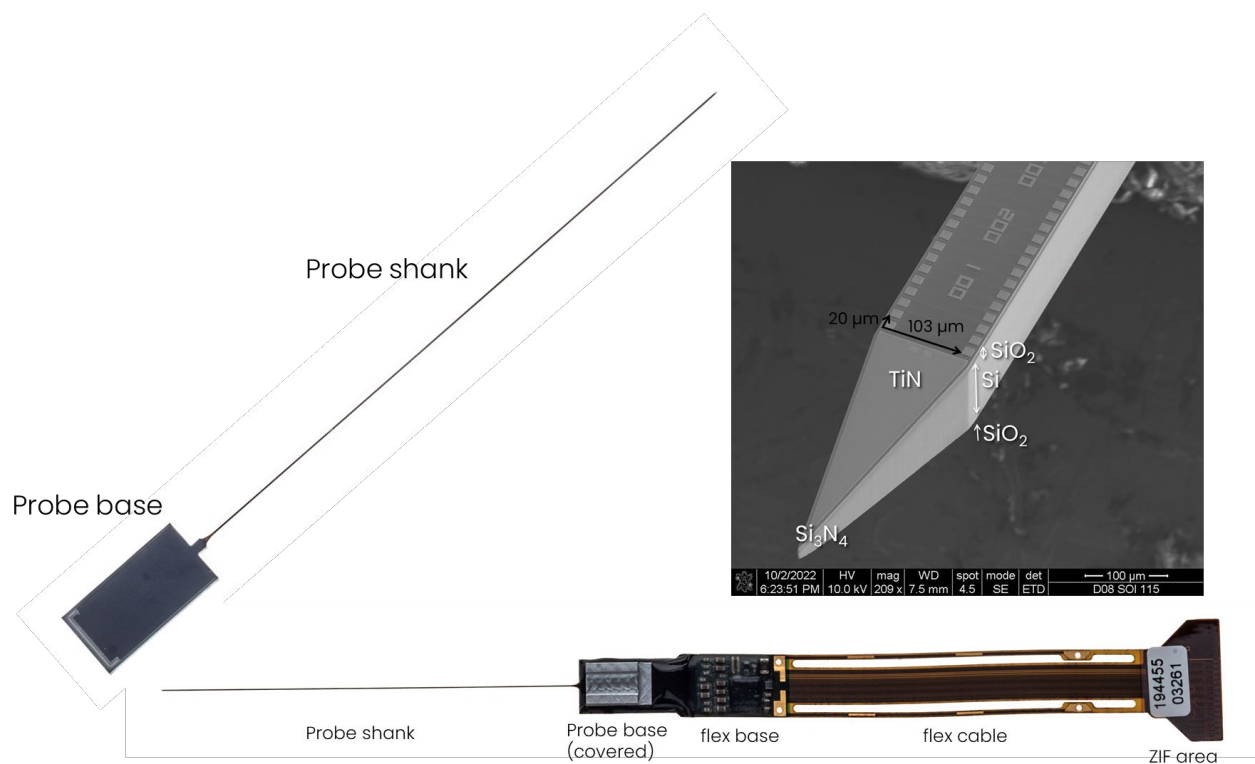 Probe shank
Probe base
002
001
20 µm
103 µm
TiN
SiO₂
Si
SiO₂
Si₃N₄
10/2/2022 HV mag WD spot mode det 100 µm
6:23:51 PM 10.0 kV 209 x 7.5 mm 4.5 SE ETD D08 SOI 115
194455
03261
Probe shank
Probe base
(covered)
flex base
flex cable
ZIF area